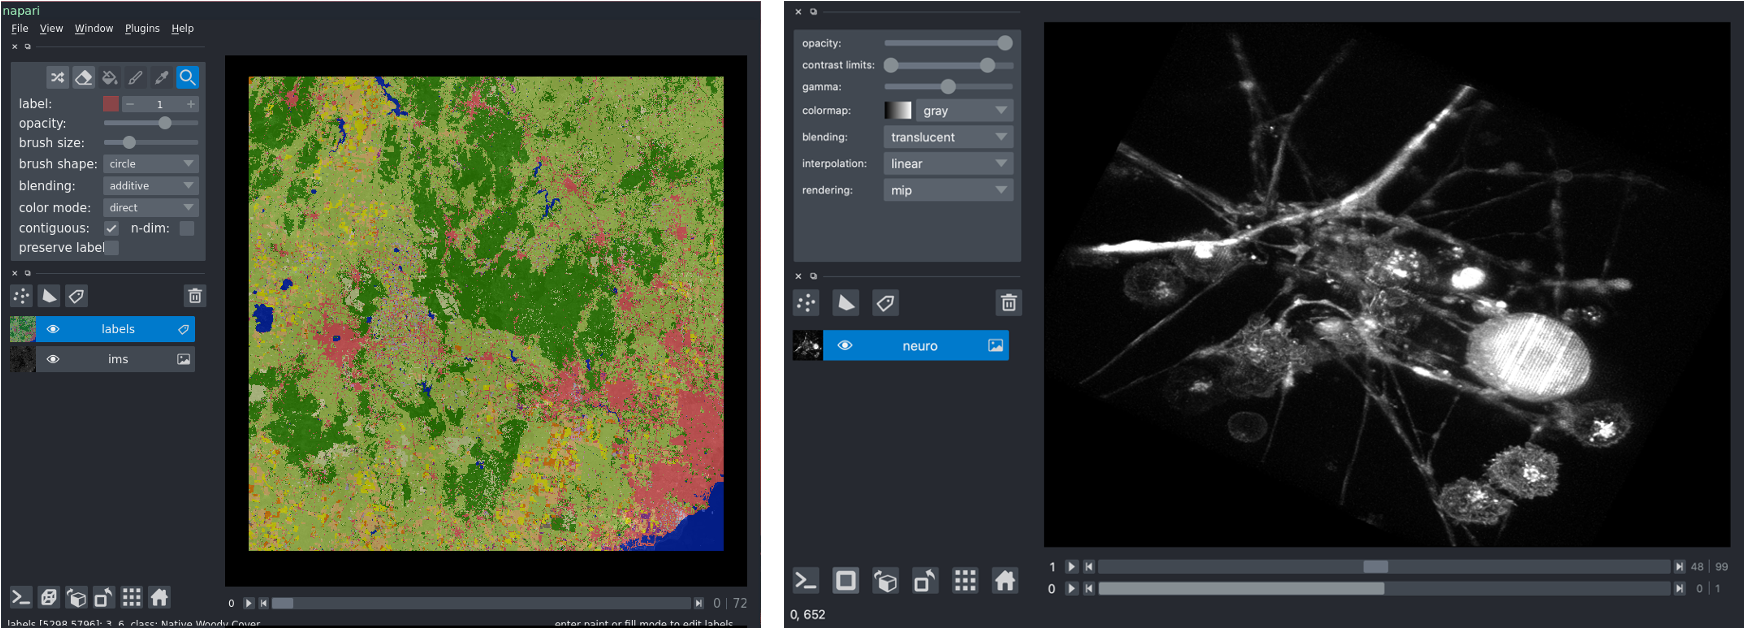 napari
File View Window Plugins Help
label: 1
opacity:
brush size:
brush shape: circle
blending: additive
color mode: direct
contiguous: n-dim:
preserve label
labels
ims
0 0 | 72
labels [5298 5796]: 3, 6, class: Native Woody Cover
enter paint or fill mode to edit labels
opacity:
contrast limits:
gamma:
colormap: gray
blending: translucent
interpolation: linear
rendering: mip
neuro
1 48 | 99
0 0 | 1
0, 652